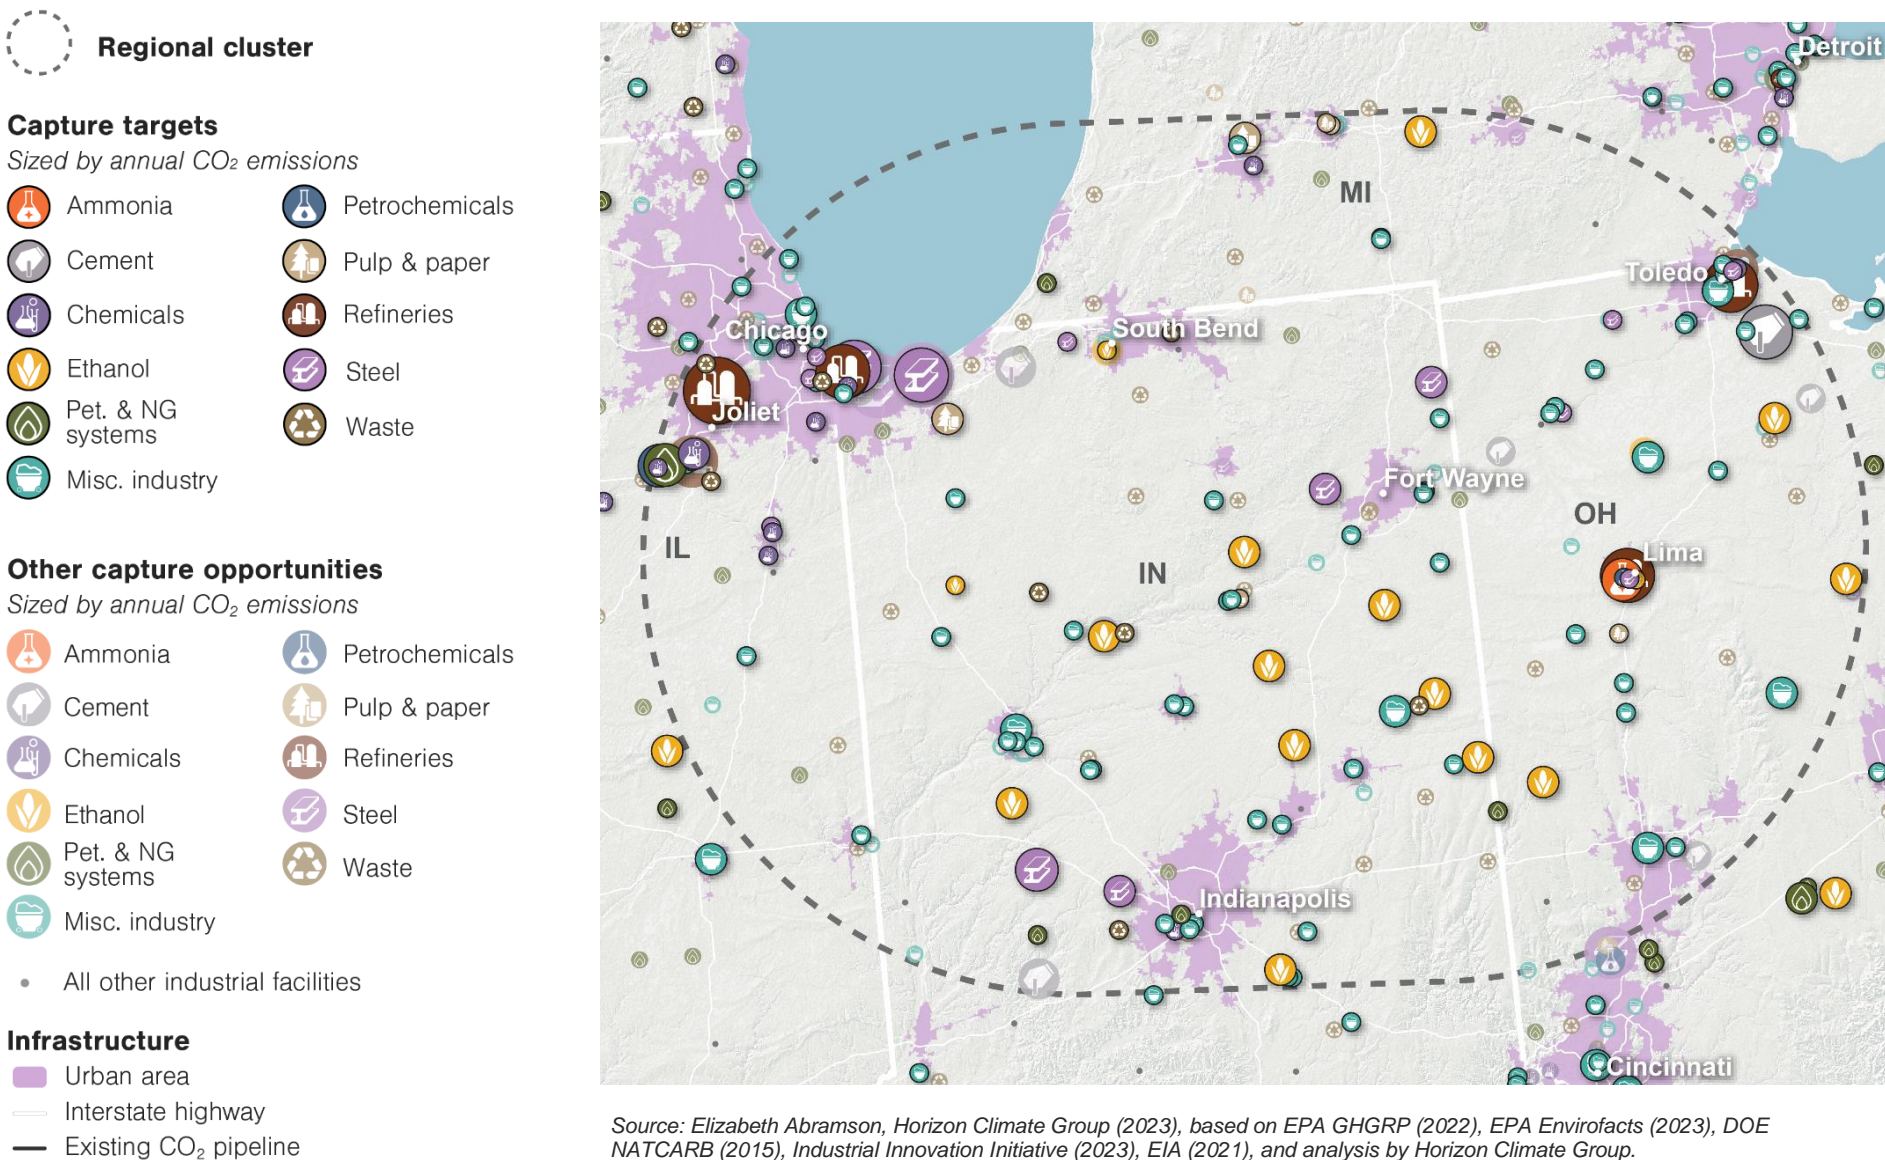 Regional cluster
Capture targets
Sized by annual CO₂ emissions
Ammonia
Petrochemicals
Cement
Pulp & paper
Chemicals
Refineries
Ethanol
Steel
Pet. & NG
systems
Waste
Misc. industry
Other capture opportunities
Sized by annual CO₂ emissions
Ammonia
Petrochemicals
Cement
Pulp & paper
Chemicals
Refineries
Ethanol
Steel
Pet. & NG
systems
Waste
Misc. industry
All other industrial facilities
Infrastructure
Urban area
Interstate highway
Existing CO₂ pipeline
Detroit
MI
Toledo
Chicago
South Bend
Joliet
Fort Wayne
OH
IL
Lima
IN
Indianapolis
Cincinnati
Source: Elizabeth Abramson, Horizon Climate Group (2023), based on EPA GHGRP (2022), EPA Envirofacts (2023), DOE
NATCARB (2015), Industrial Innovation Initiative (2023), EIA (2021), and analysis by Horizon Climate Group.